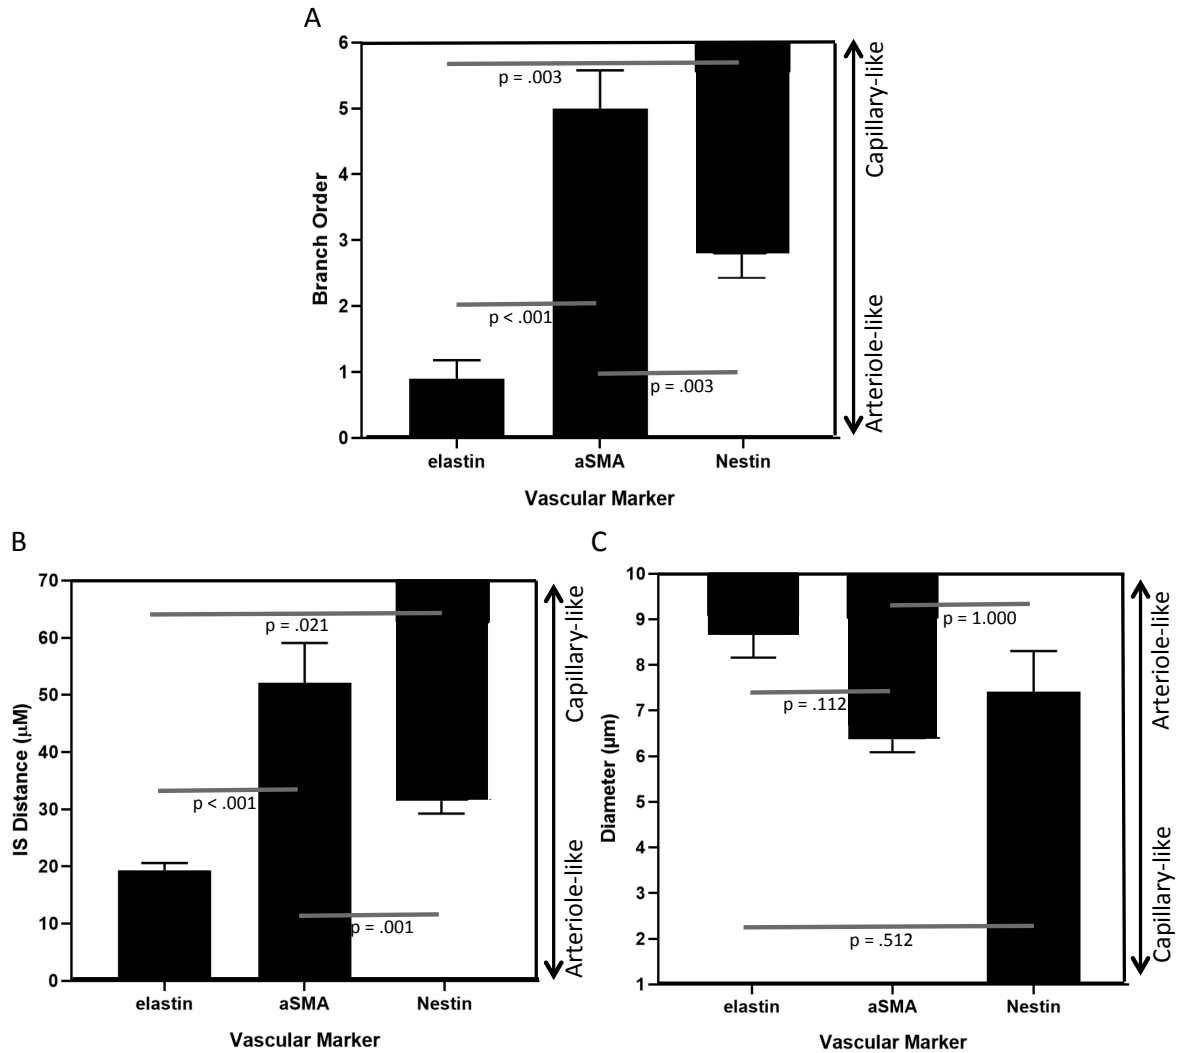 A
6
5
4
3
2
1
0
Branch Order
p = .003
p < .001
p = .003
elastin aSMA Nestin
Vascular Marker
Capillary-like
Arteriole-like
B
70
60
50
40
30
20
10
0
IS Distance (μM)
p = .021
p < .001
p = .001
elastin aSMA Nestin
Vascular Marker
Capillary-like
Arteriole-like
C
10
9
8
7
6
5
4
3
2
1
Diameter (μm)
p = 1.000
p = .112
p = .512
elastin aSMA Nestin
Vascular Marker
Arteriole-like
Capillary-like